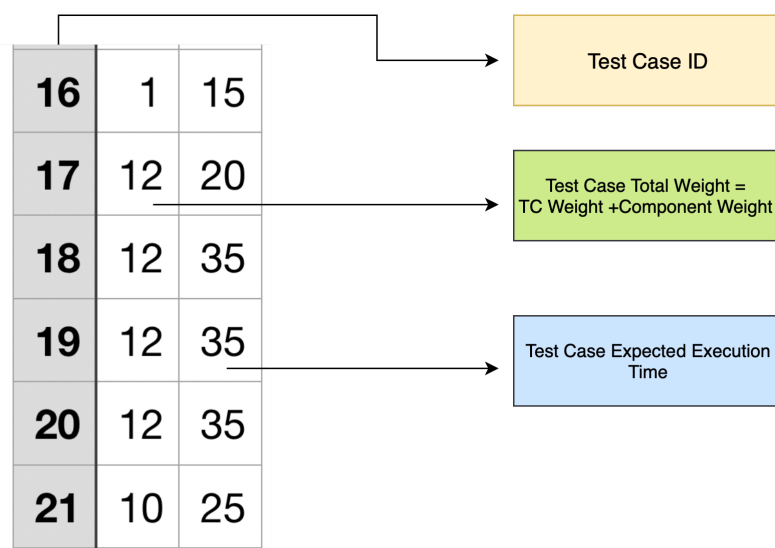 16 1 15
17 12 20
18 12 35
19 12 35
20 12 35
21 10 25
Test Case ID
Test Case Total Weight =
TC Weight +Component Weight
Test Case Expected Execution
Time